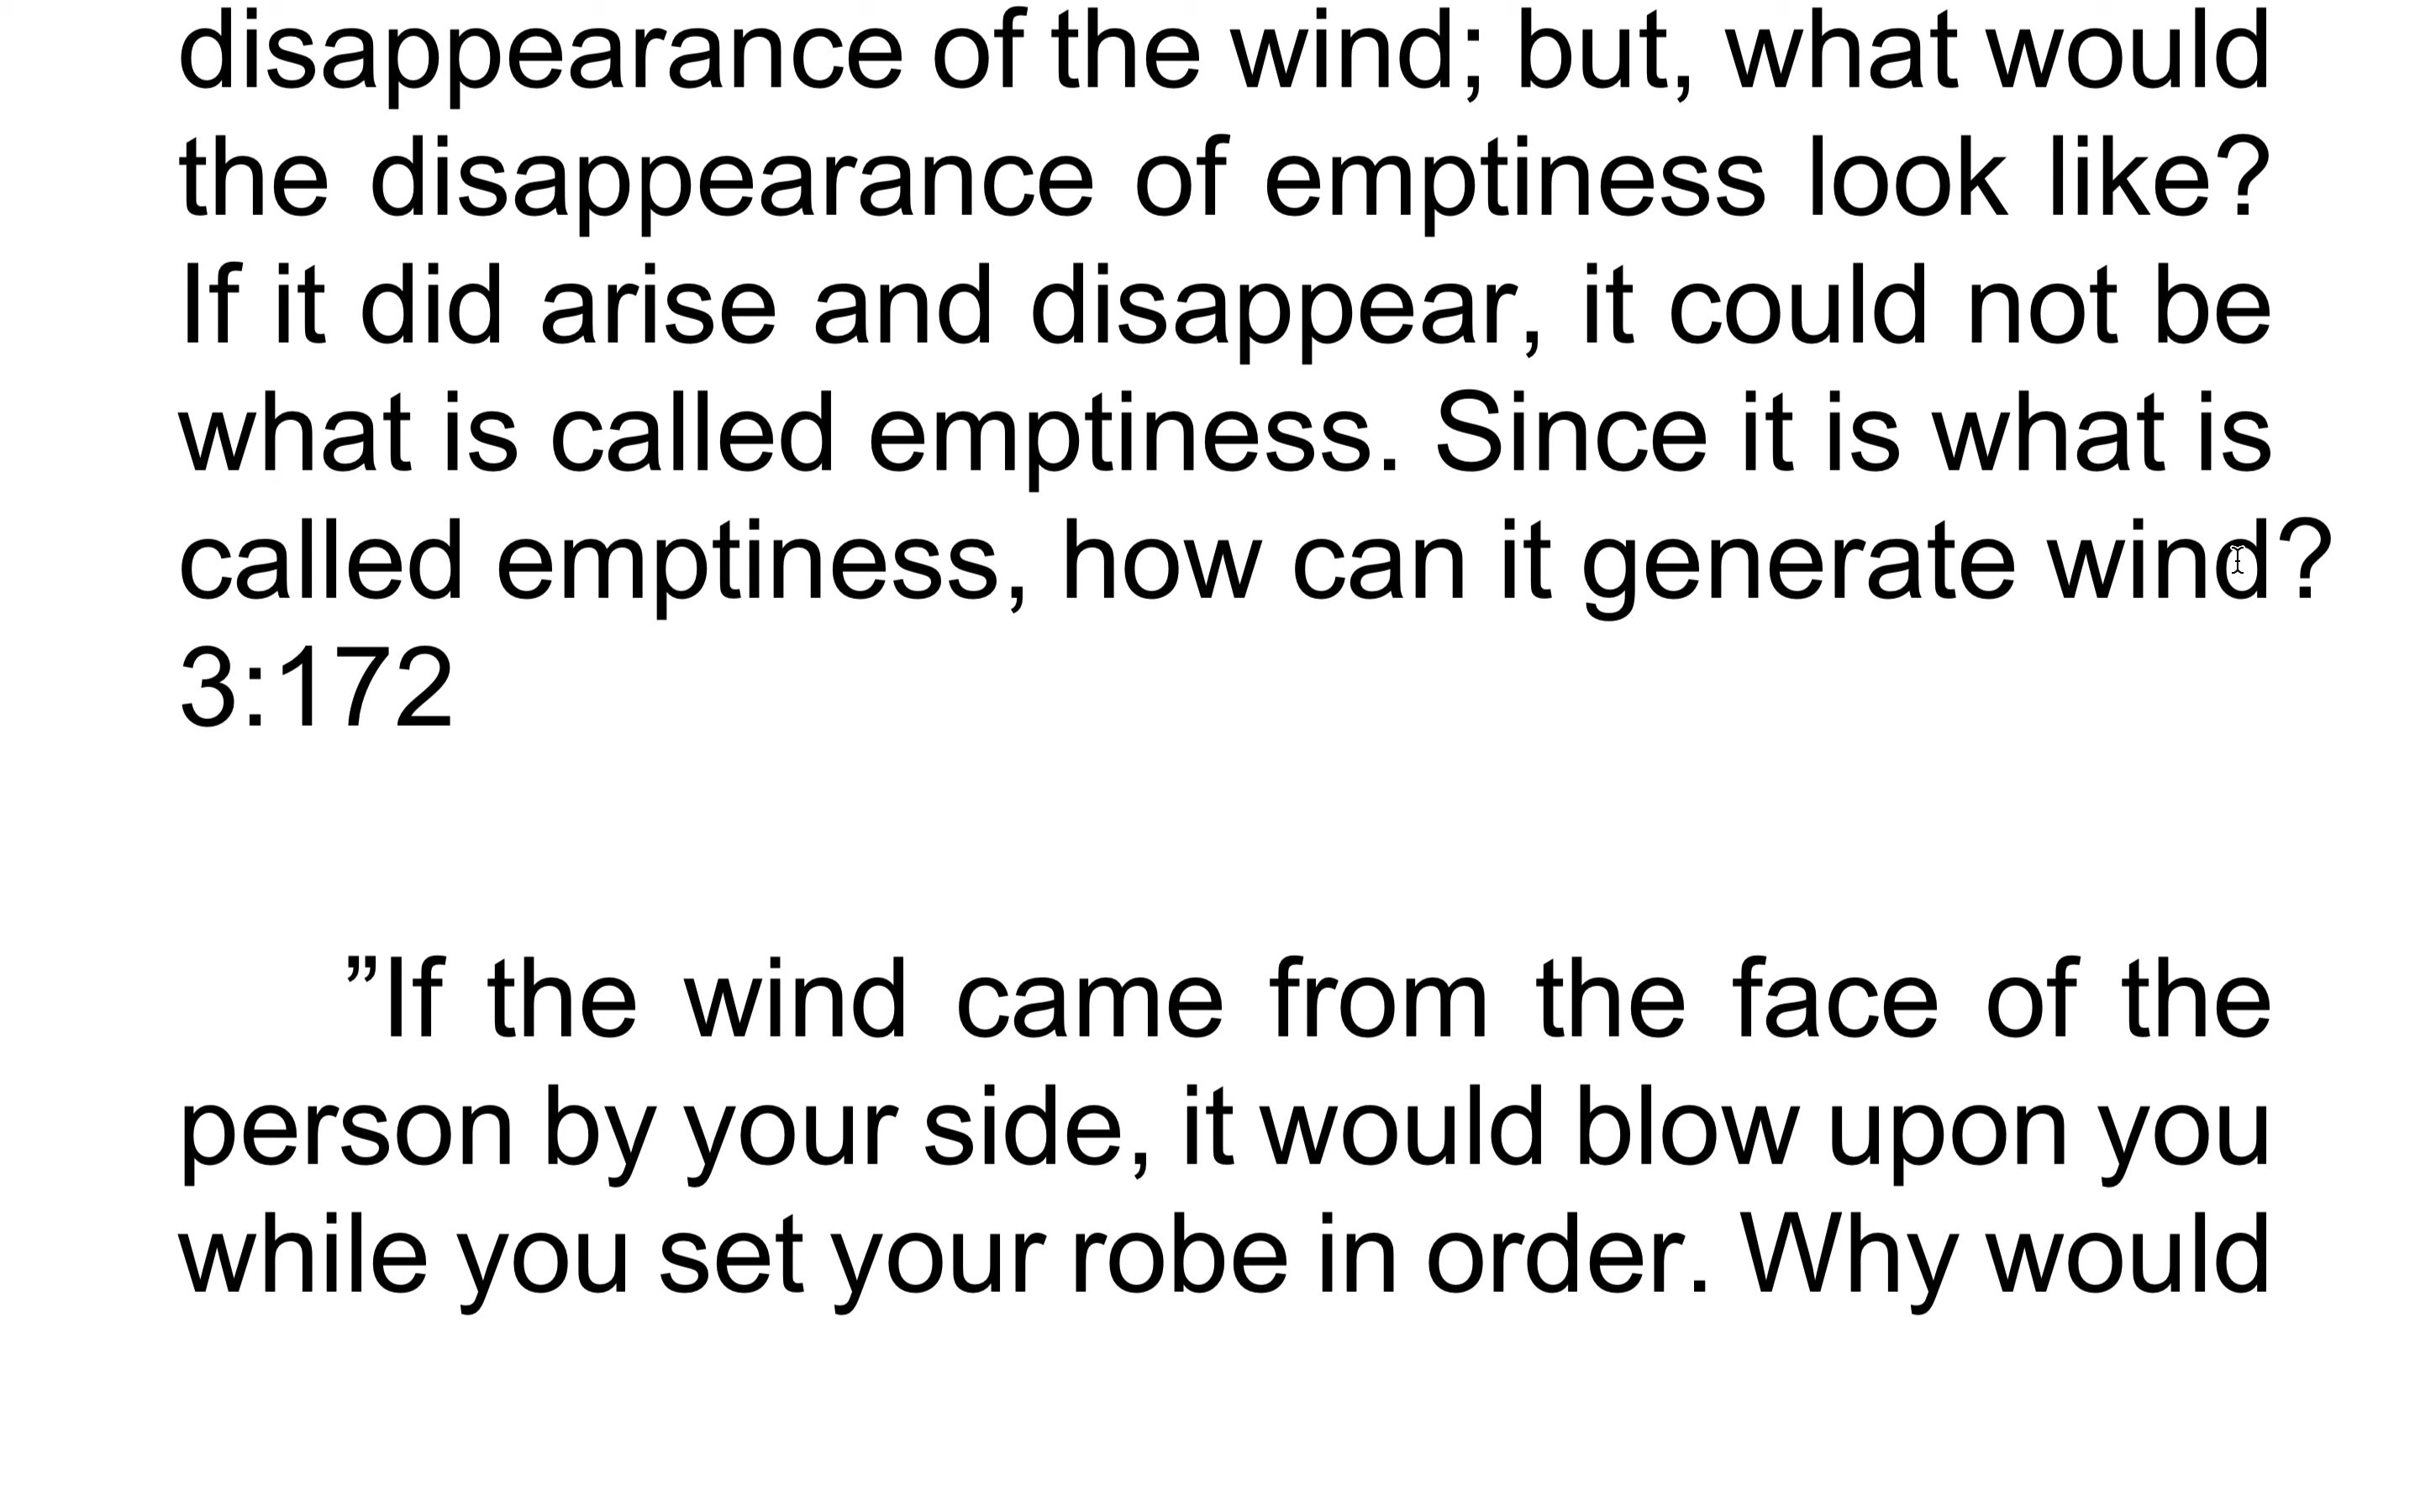 disappearance of the wind; but, what would
the disappearance of emptiness look like?
If it did arise and disappear, it could not be
what is called emptiness. Since it is what is
called emptiness, how can it generate wind?
3:172
”If the wind came from the face of the
person by your side, it would blow upon you
while you set your robe in order. Why would